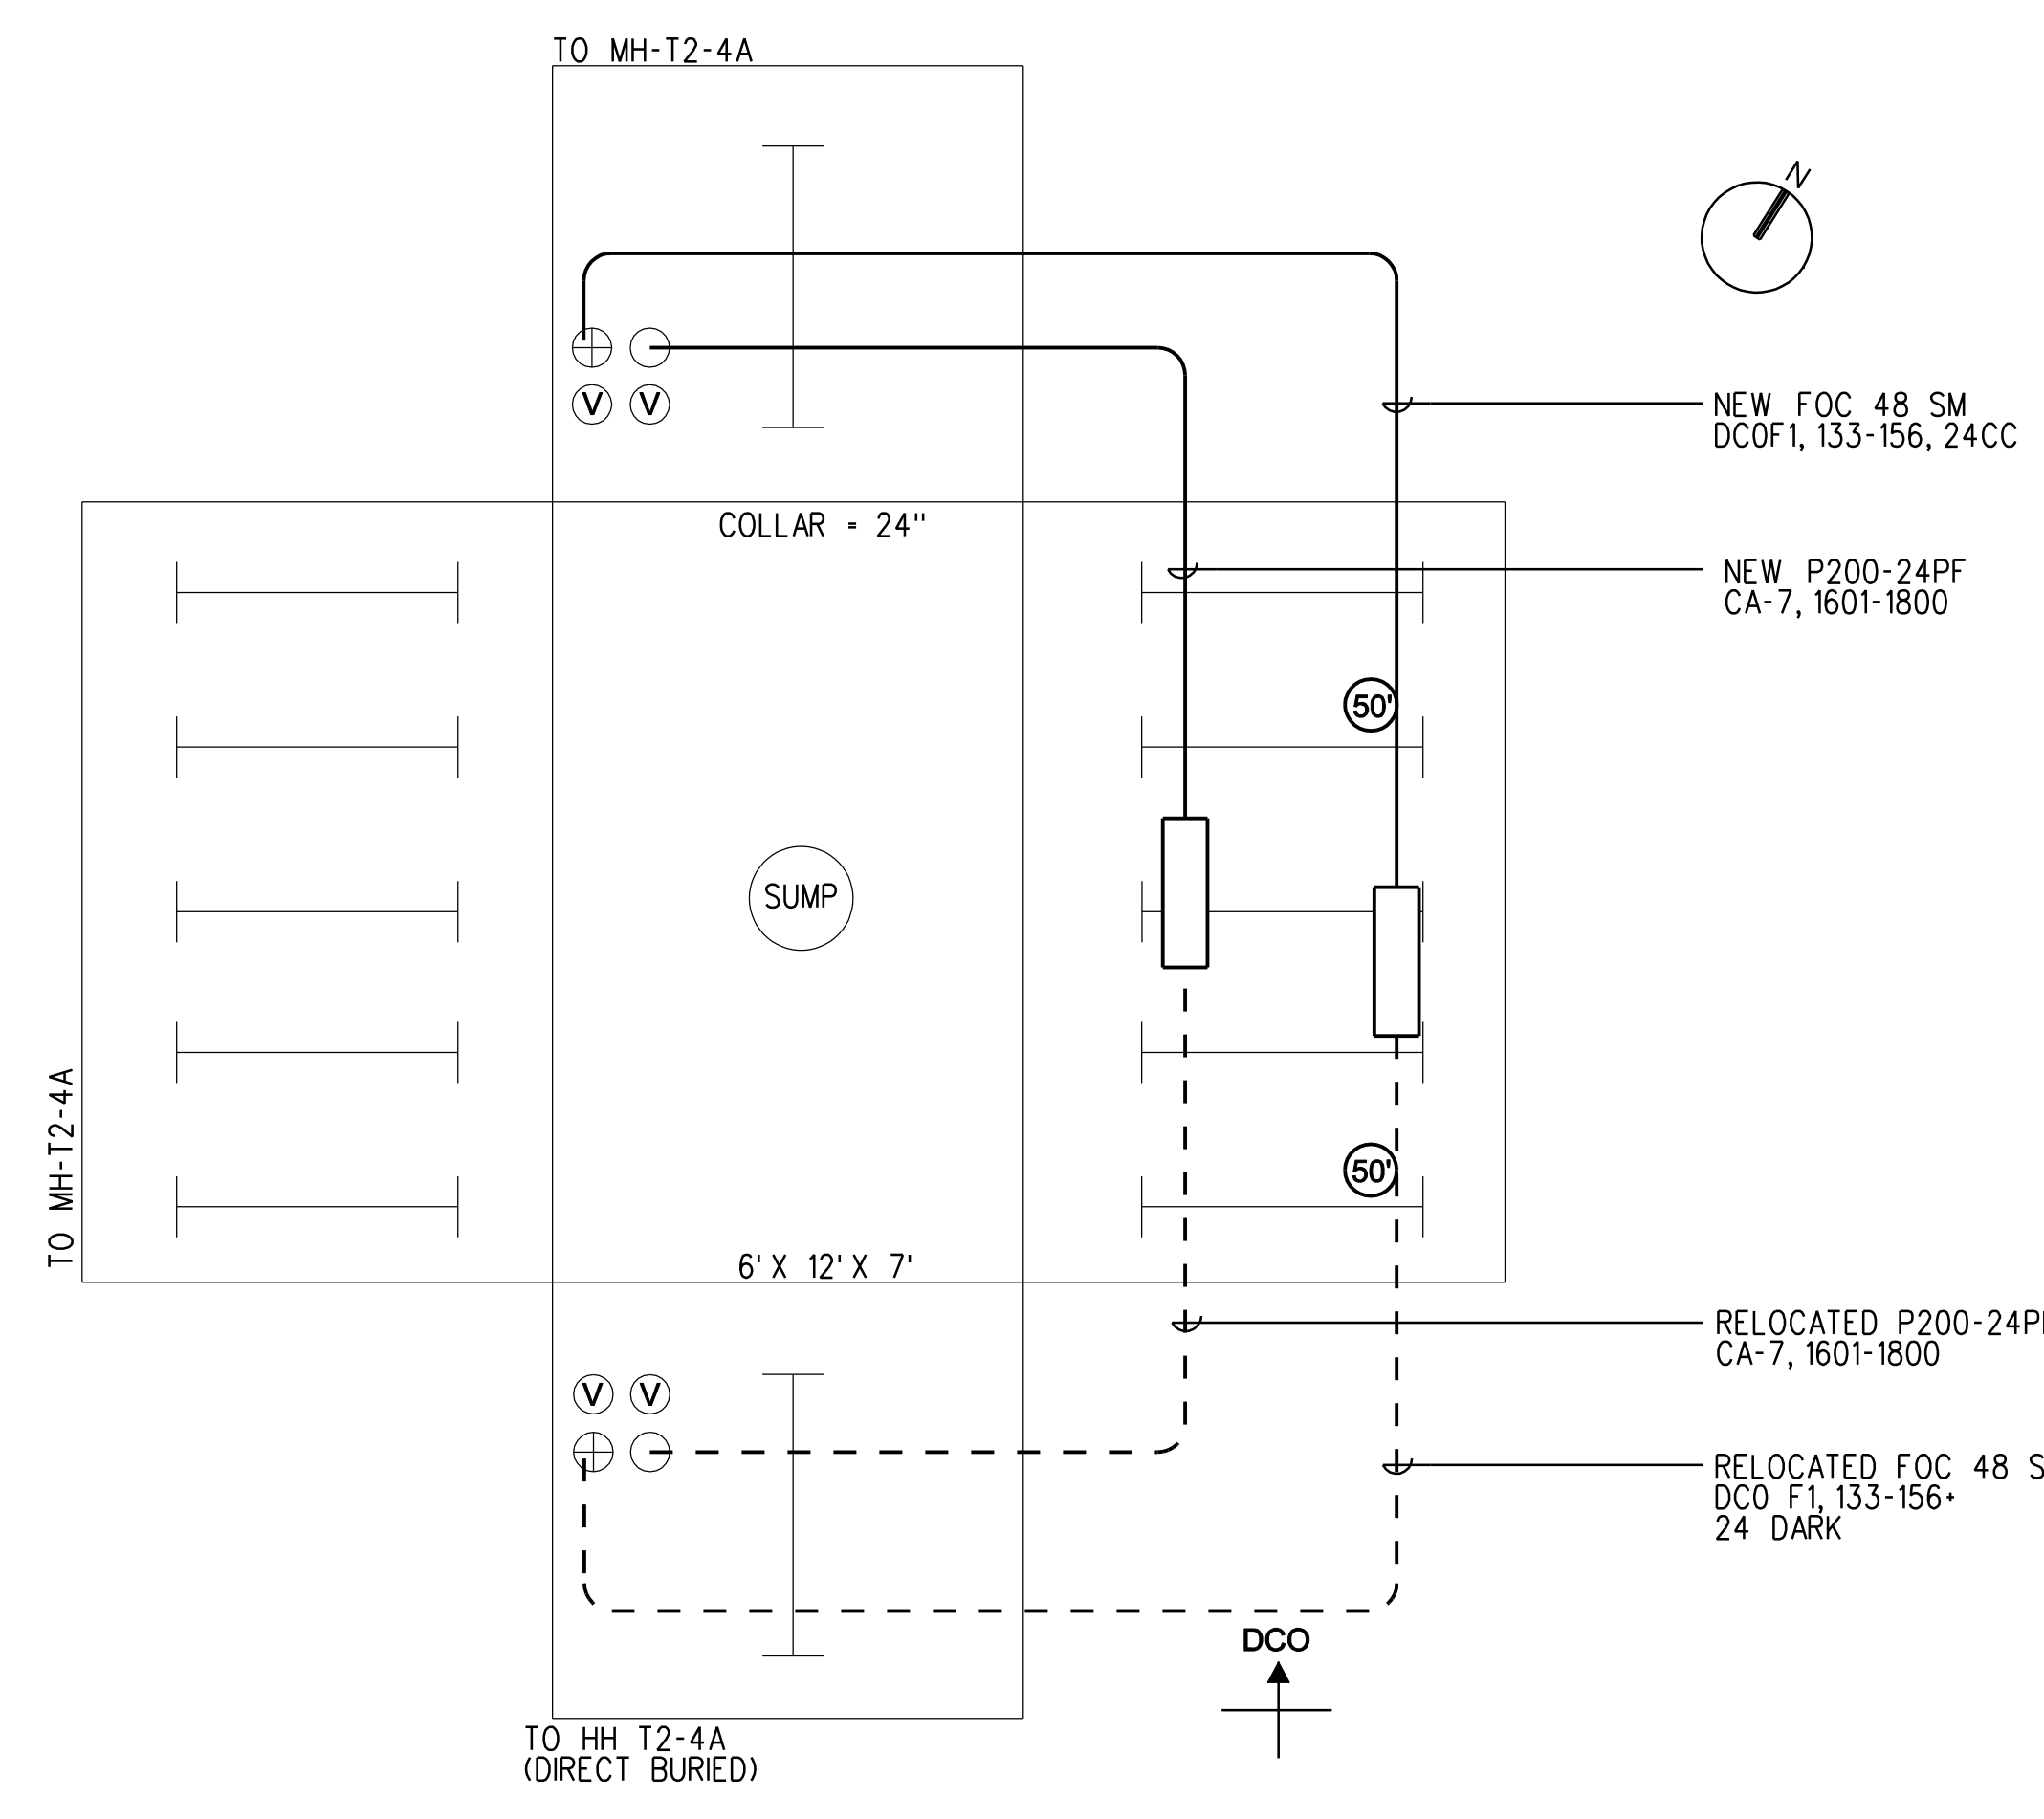 TO MH-T2-4A
N
NEW FOC 48 SM
DCOF1, 133-156, 24CC
V V
COLLAR = 24"
NEW P200-24PF
CA-7, 1601-1800
50'
SUMP
TO MH-T2-4A
50'
6' X 12' X 7'
RELOCATED P200-24P
CA-7, 1601-1800
V V
RELOCATED FOC 48 S
DCO F1, 133-156+
24 DARK
DCO
TO HH T2-4A
(DIRECT BURIED)